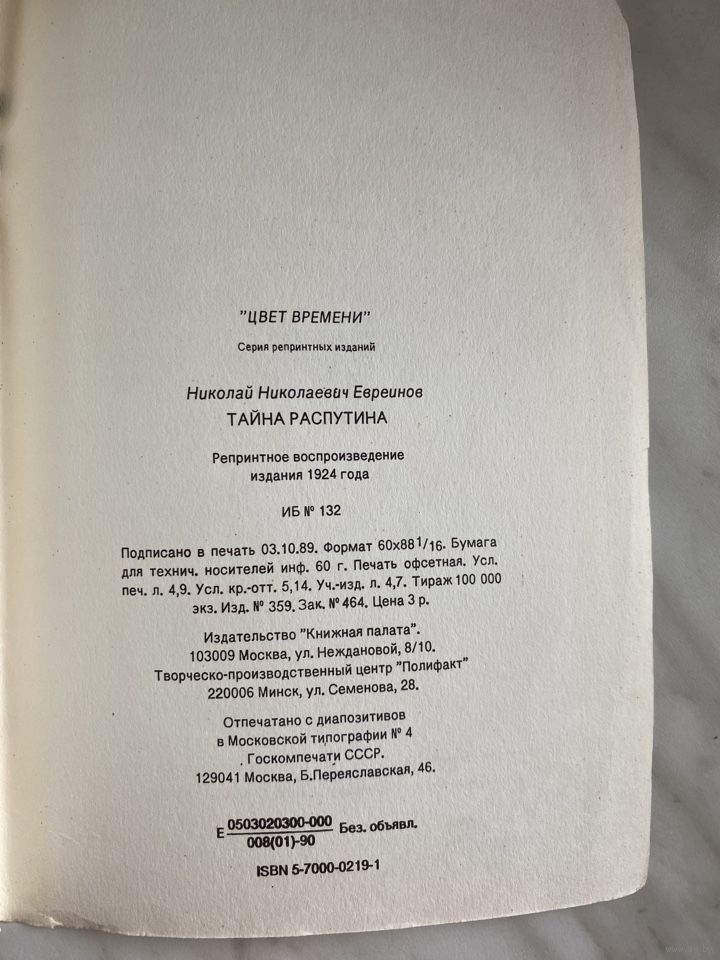 "ЦВЕТ ВРЕМЕНИ"
Серия репринтных изданий
Николай Николаевич Евреинов
ТАЙНА РАСПУТИНА
Репринтное воспроизведение
издания 1924 года
ИБ № 132
Подписано в печать 03.10.89. Формат 60х88 1/16. Бумага
для технич. носителей инф. 60 г. Печать офсетная. Усл.
печ. л. 4,9. Усл. кр.-отт. 5,14. Уч.-изд. л. 4,7. Тираж 100 000
экз. Изд. № 359. Зак. № 464. Цена 3 р.
Издательство "Книжная палата".
103009 Москва, ул. Неждановой, 8/10.
Творческо-производственный центр "Полифакт"
220006 Минск, ул. Семенова, 28.
Отпечатано с диапозитивов
в Московской типографии № 4
Госкомпечати СССР.
129041 Москва, Б.Переяславская, 46.
Е 0503020300-000 Без. объявл.
008(01)-90
ISBN 5-7000-0219-1